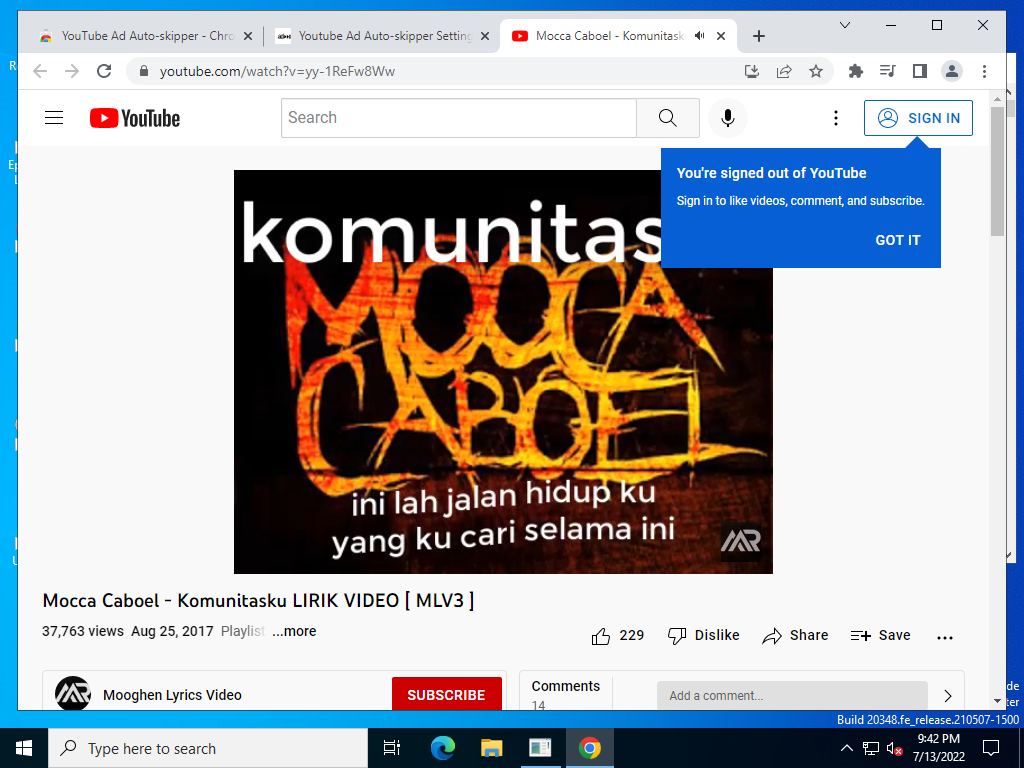 YouTube Ad Auto-skipper - Chro
Youtube Ad Auto-skipper Setting
Mocca Caboel - Komunitask
youtube.com/watch?v=yy-1ReFw8Ww
YouTube
Search
SIGN IN
You're signed out of YouTube
Sign in to like videos, comment, and subscribe.
GOT IT
komunitas
MOOCA
CABOEL
ini lah jalan hidup ku
yang ku cari selama ini
MR
Mocca Caboel - Komunitasku LIRIK VIDEO [ MLV3 ]
37,763 views Aug 25, 2017 Playlist ...more
229 Dislike Share Save
MR
Mooghen Lyrics Video
SUBSCRIBE
Comments
14
Add a comment...
Build 20348.fe_release.210507-1500
Type here to search
9:42 PM
7/13/2022